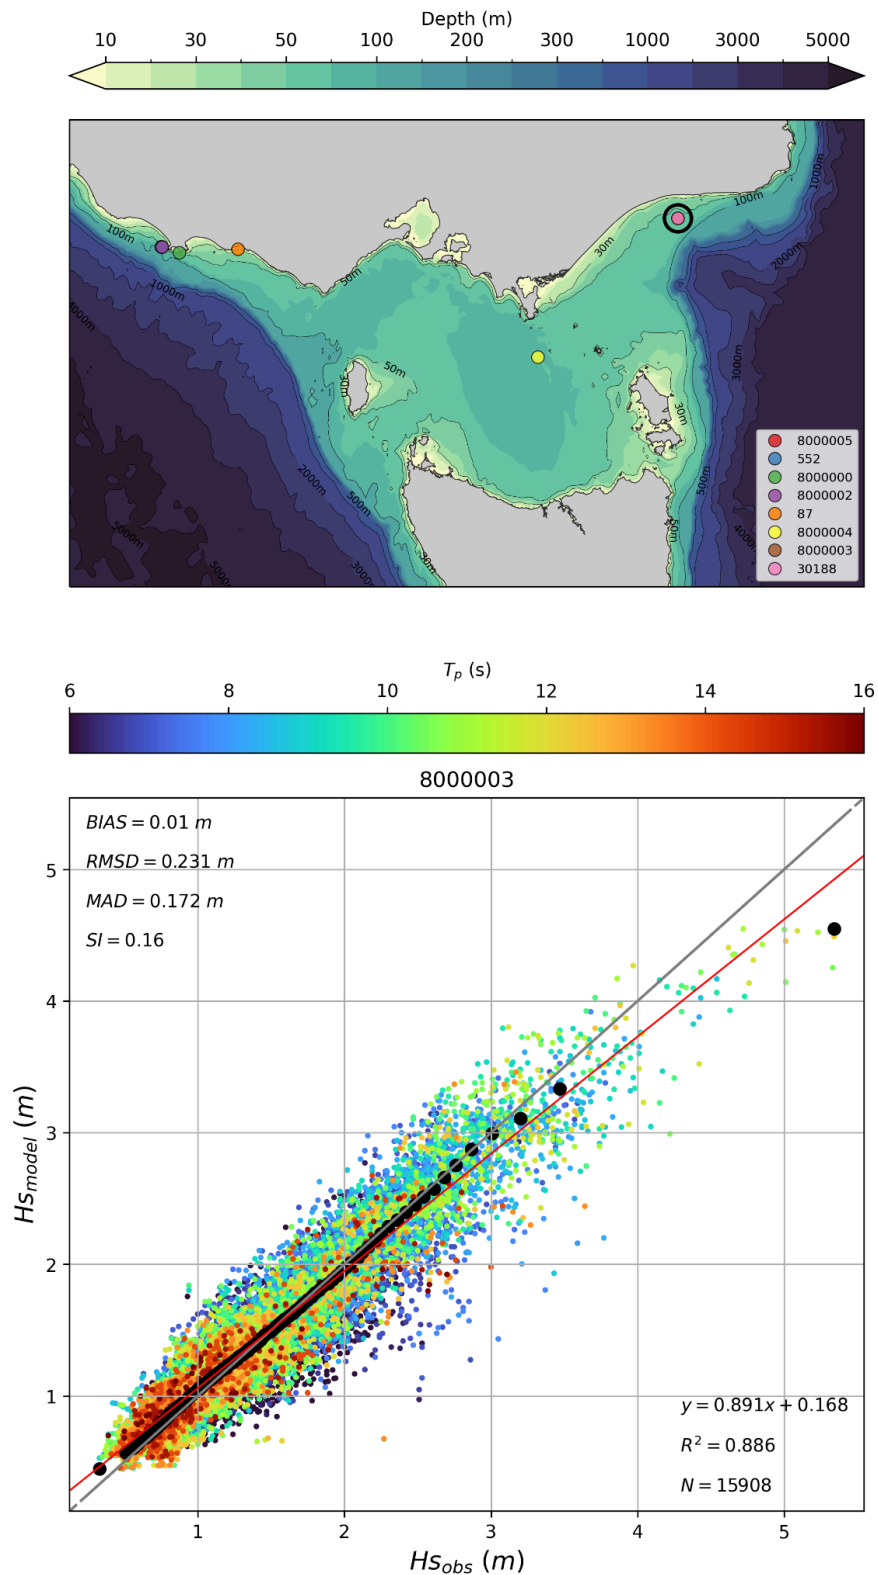 Depth (m)
10 30 50 100 200 300 1000 3000 5000
1000m
100m
2000m
30m
100m
50m
1000m
4000m
3000m
50m
30m
30m
2000m
500m
500m
50m
4000m
5000m
5000m
3000m
30m
8000005
552
8000000
8000002
87
8000004
8000003
30188
T_p (s)
6 8 10 12 14 16
8000003
BIAS = 0.01 m
RMSD = 0.231 m
MAD = 0.172 m
SI = 0.16
y = 0.891x + 0.168
R² = 0.886
N = 15908
5
4
3
2
1
Hs_model (m)
1 2 3 4 5
Hs_obs (m)